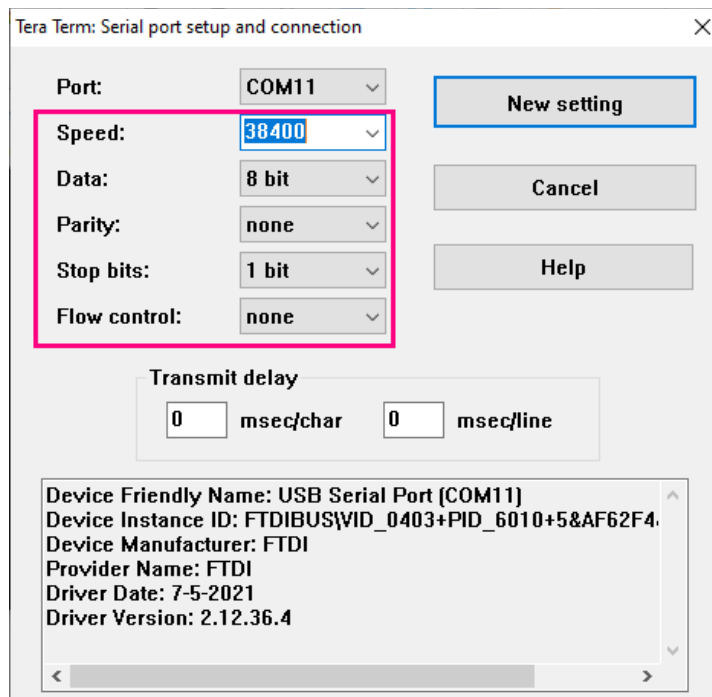 Tera Term: Serial port setup and connection
Port: COM11
New setting
Speed: 38400
Data: 8 bit
Cancel
Parity: none
Stop bits: 1 bit
Help
Flow control: none
Transmit delay
0 msec/char 0 msec/line
Device Friendly Name: USB Serial Port (COM11)
Device Instance ID: FTDIBUS\VID_0403+PID_6010+5&AF62F4
Device Manufacturer: FTDI
Provider Name: FTDI
Driver Date: 7-5-2021
Driver Version: 2.12.36.4